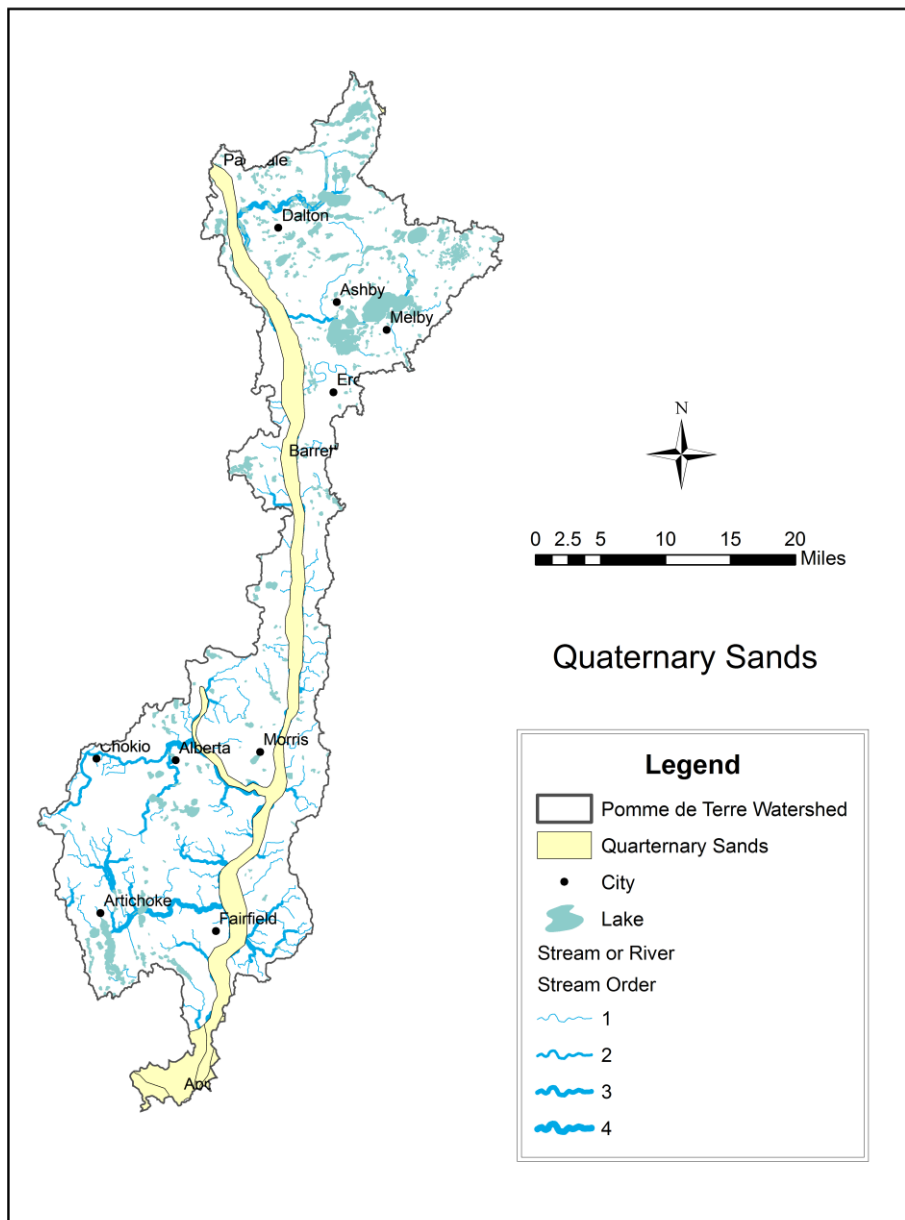 Dalton
Ashby
Melby
N
0 2.5 5 10 15 20
Miles
Quaternary Sands
Morris
Chokio
Alberta
Artichoke
Fairfield
Legend
Pomme de Terre Watershed
Quarternary Sands
City
Lake
Stream or River
Stream Order
1
2
3
4